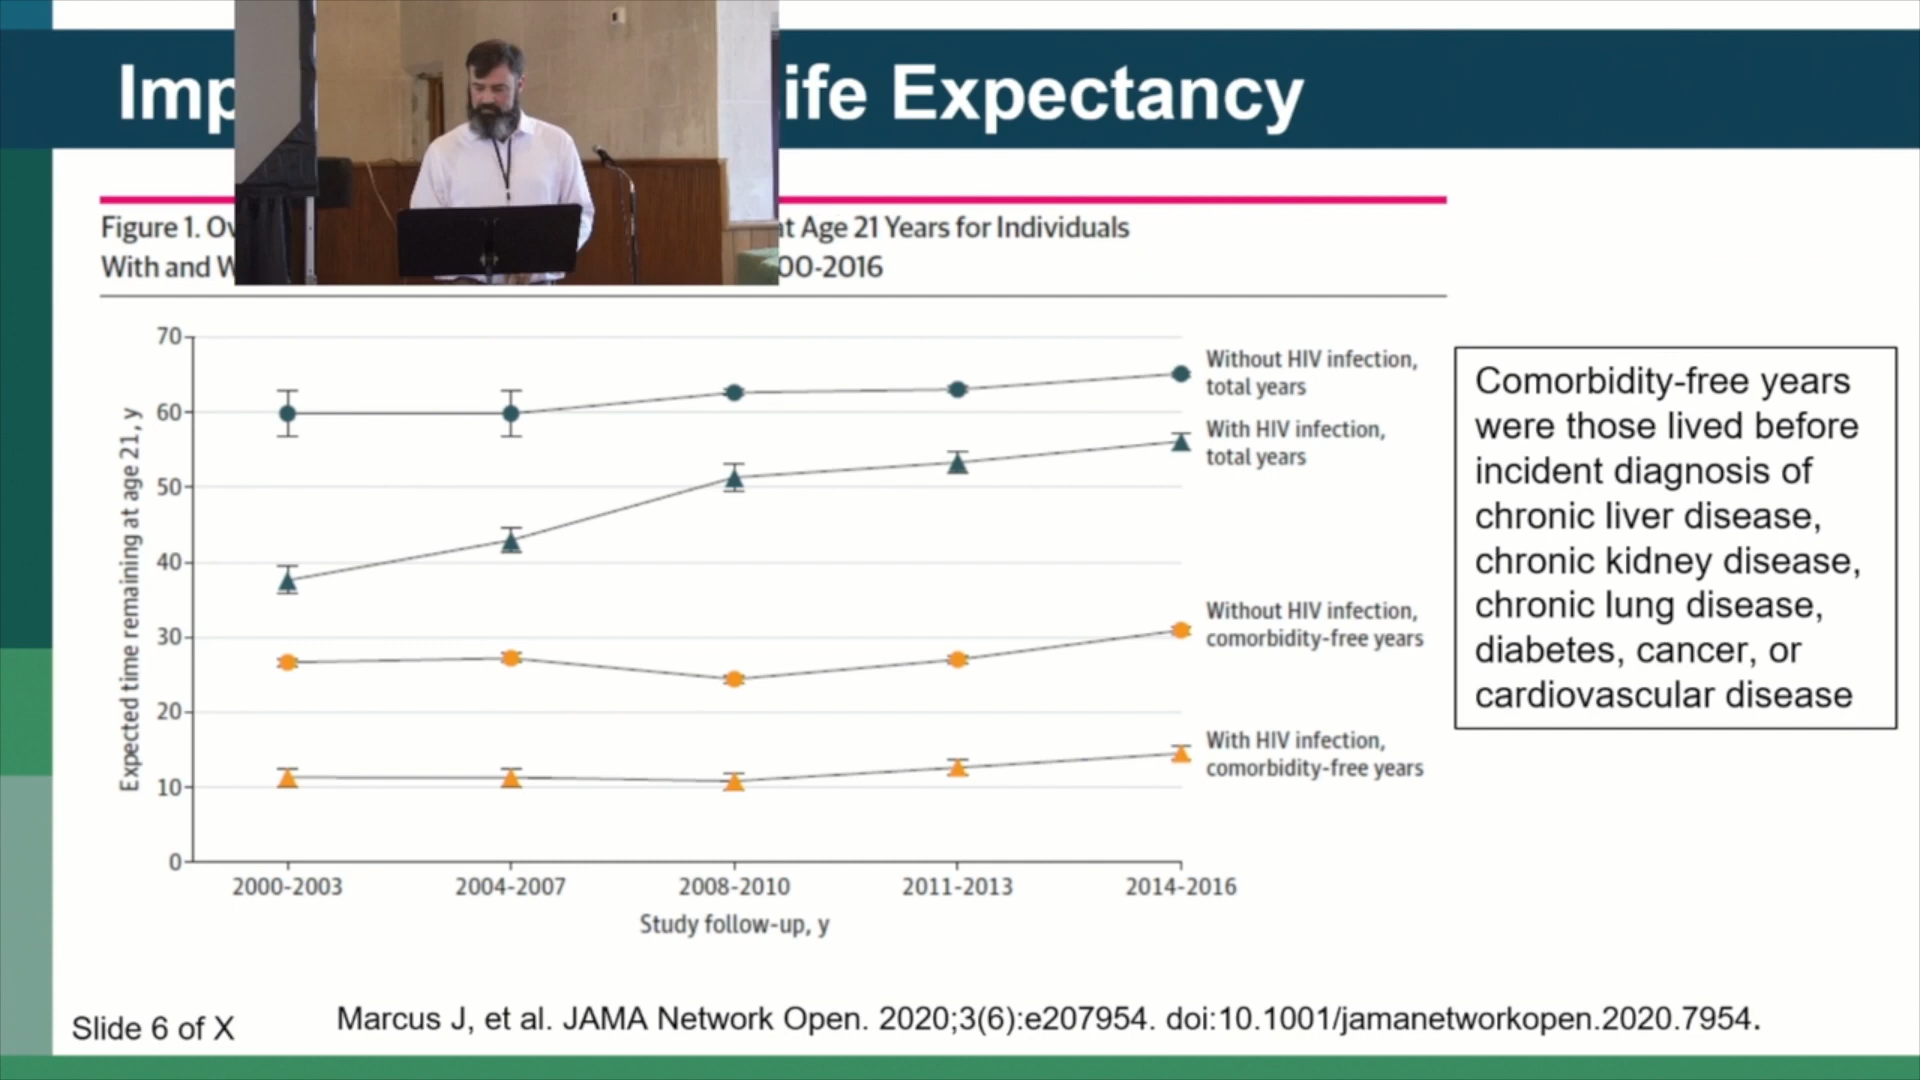 Expectancy
Figure 1.
Age 21 Years for Individuals
With and
70
60
50
40
30
20
10
0
Expected time remaining at age 21, y
Without HIV infection,
total years
With HIV infection,
total years
Without HIV infection,
comorbidity-free years
With HIV infection,
comorbidity-free years
2000-2003
2004-2007
2008-2010
2011-2013
2014-2016
Study follow-up, y
Comorbidity-free years
were those lived before
incident diagnosis of
chronic liver disease,
chronic kidney disease,
chronic lung disease,
diabetes, cancer, or
cardiovascular disease
Slide 6 of X
Marcus J, et al. JAMA Network Open. 2020;3(6):e207954. doi:10.1001/jamanetworkopen.2020.7954.